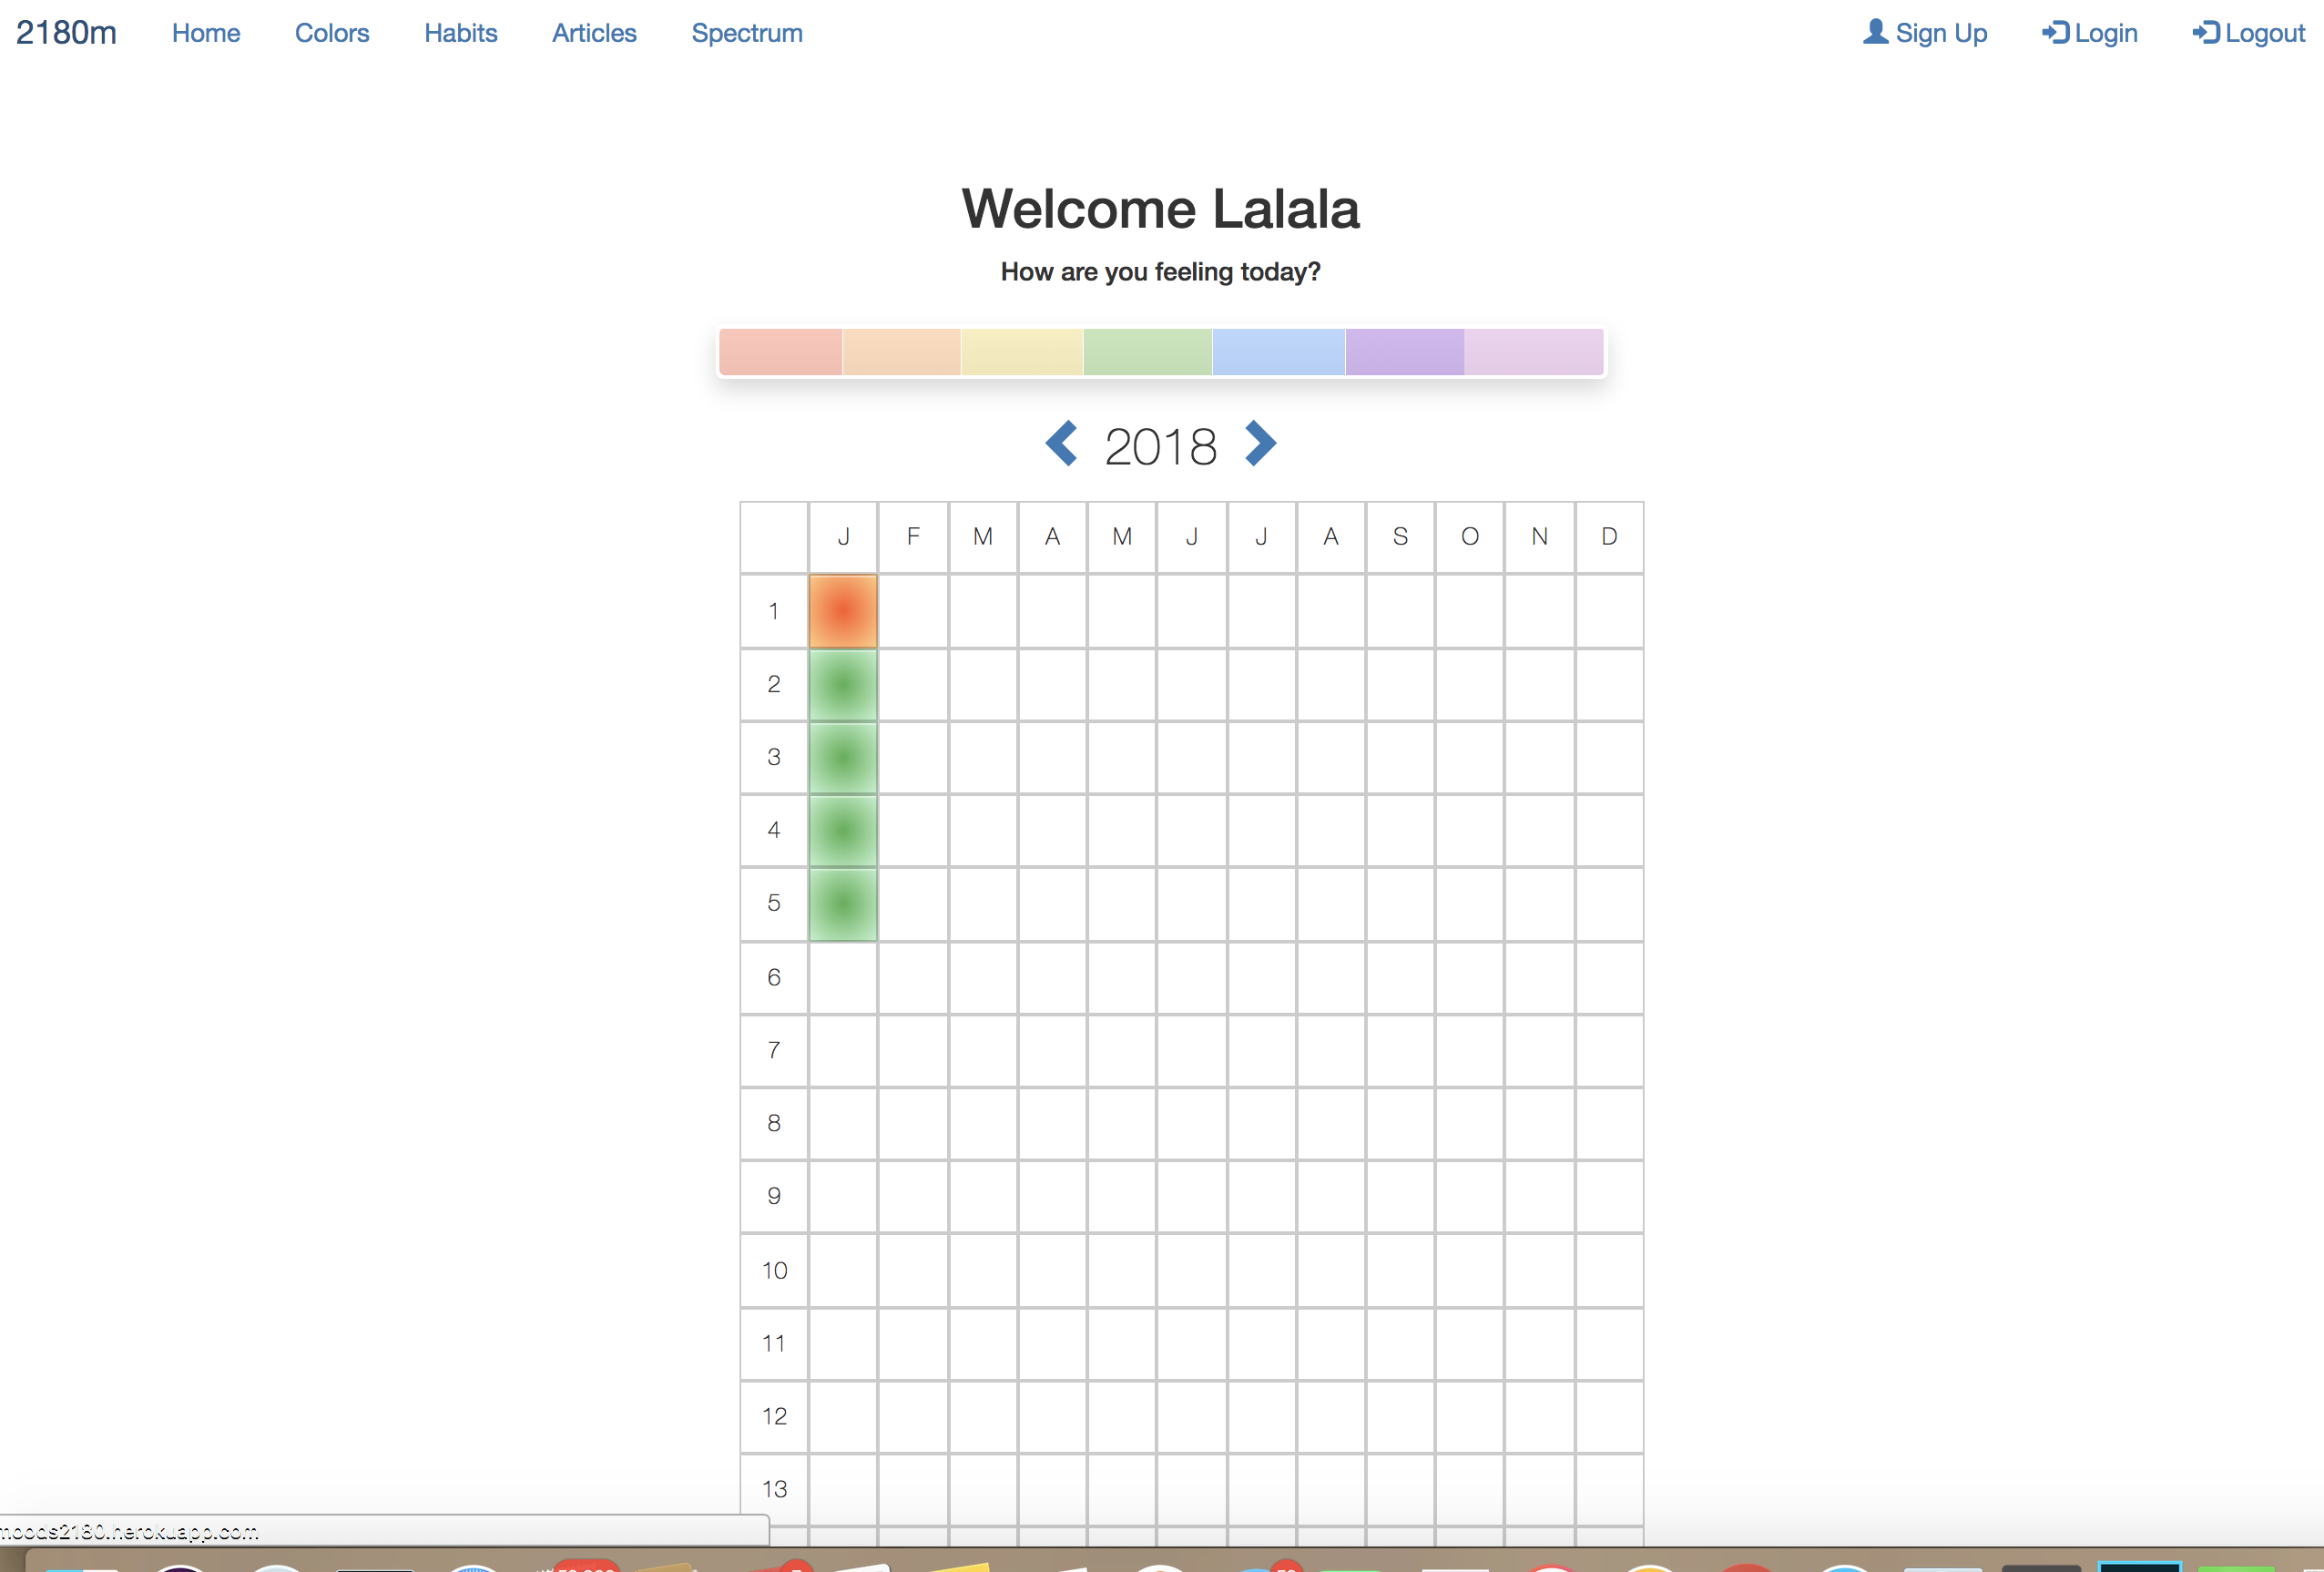 2180m Home Colors Habits Articles Spectrum Sign Up Login Logout
Welcome Lalala
How are you feeling today?
2018
J F M A M J J A S O N D
1
2
3
4
5
6
7
8
9
10
11
12
13
moods2180.herokuapp.com